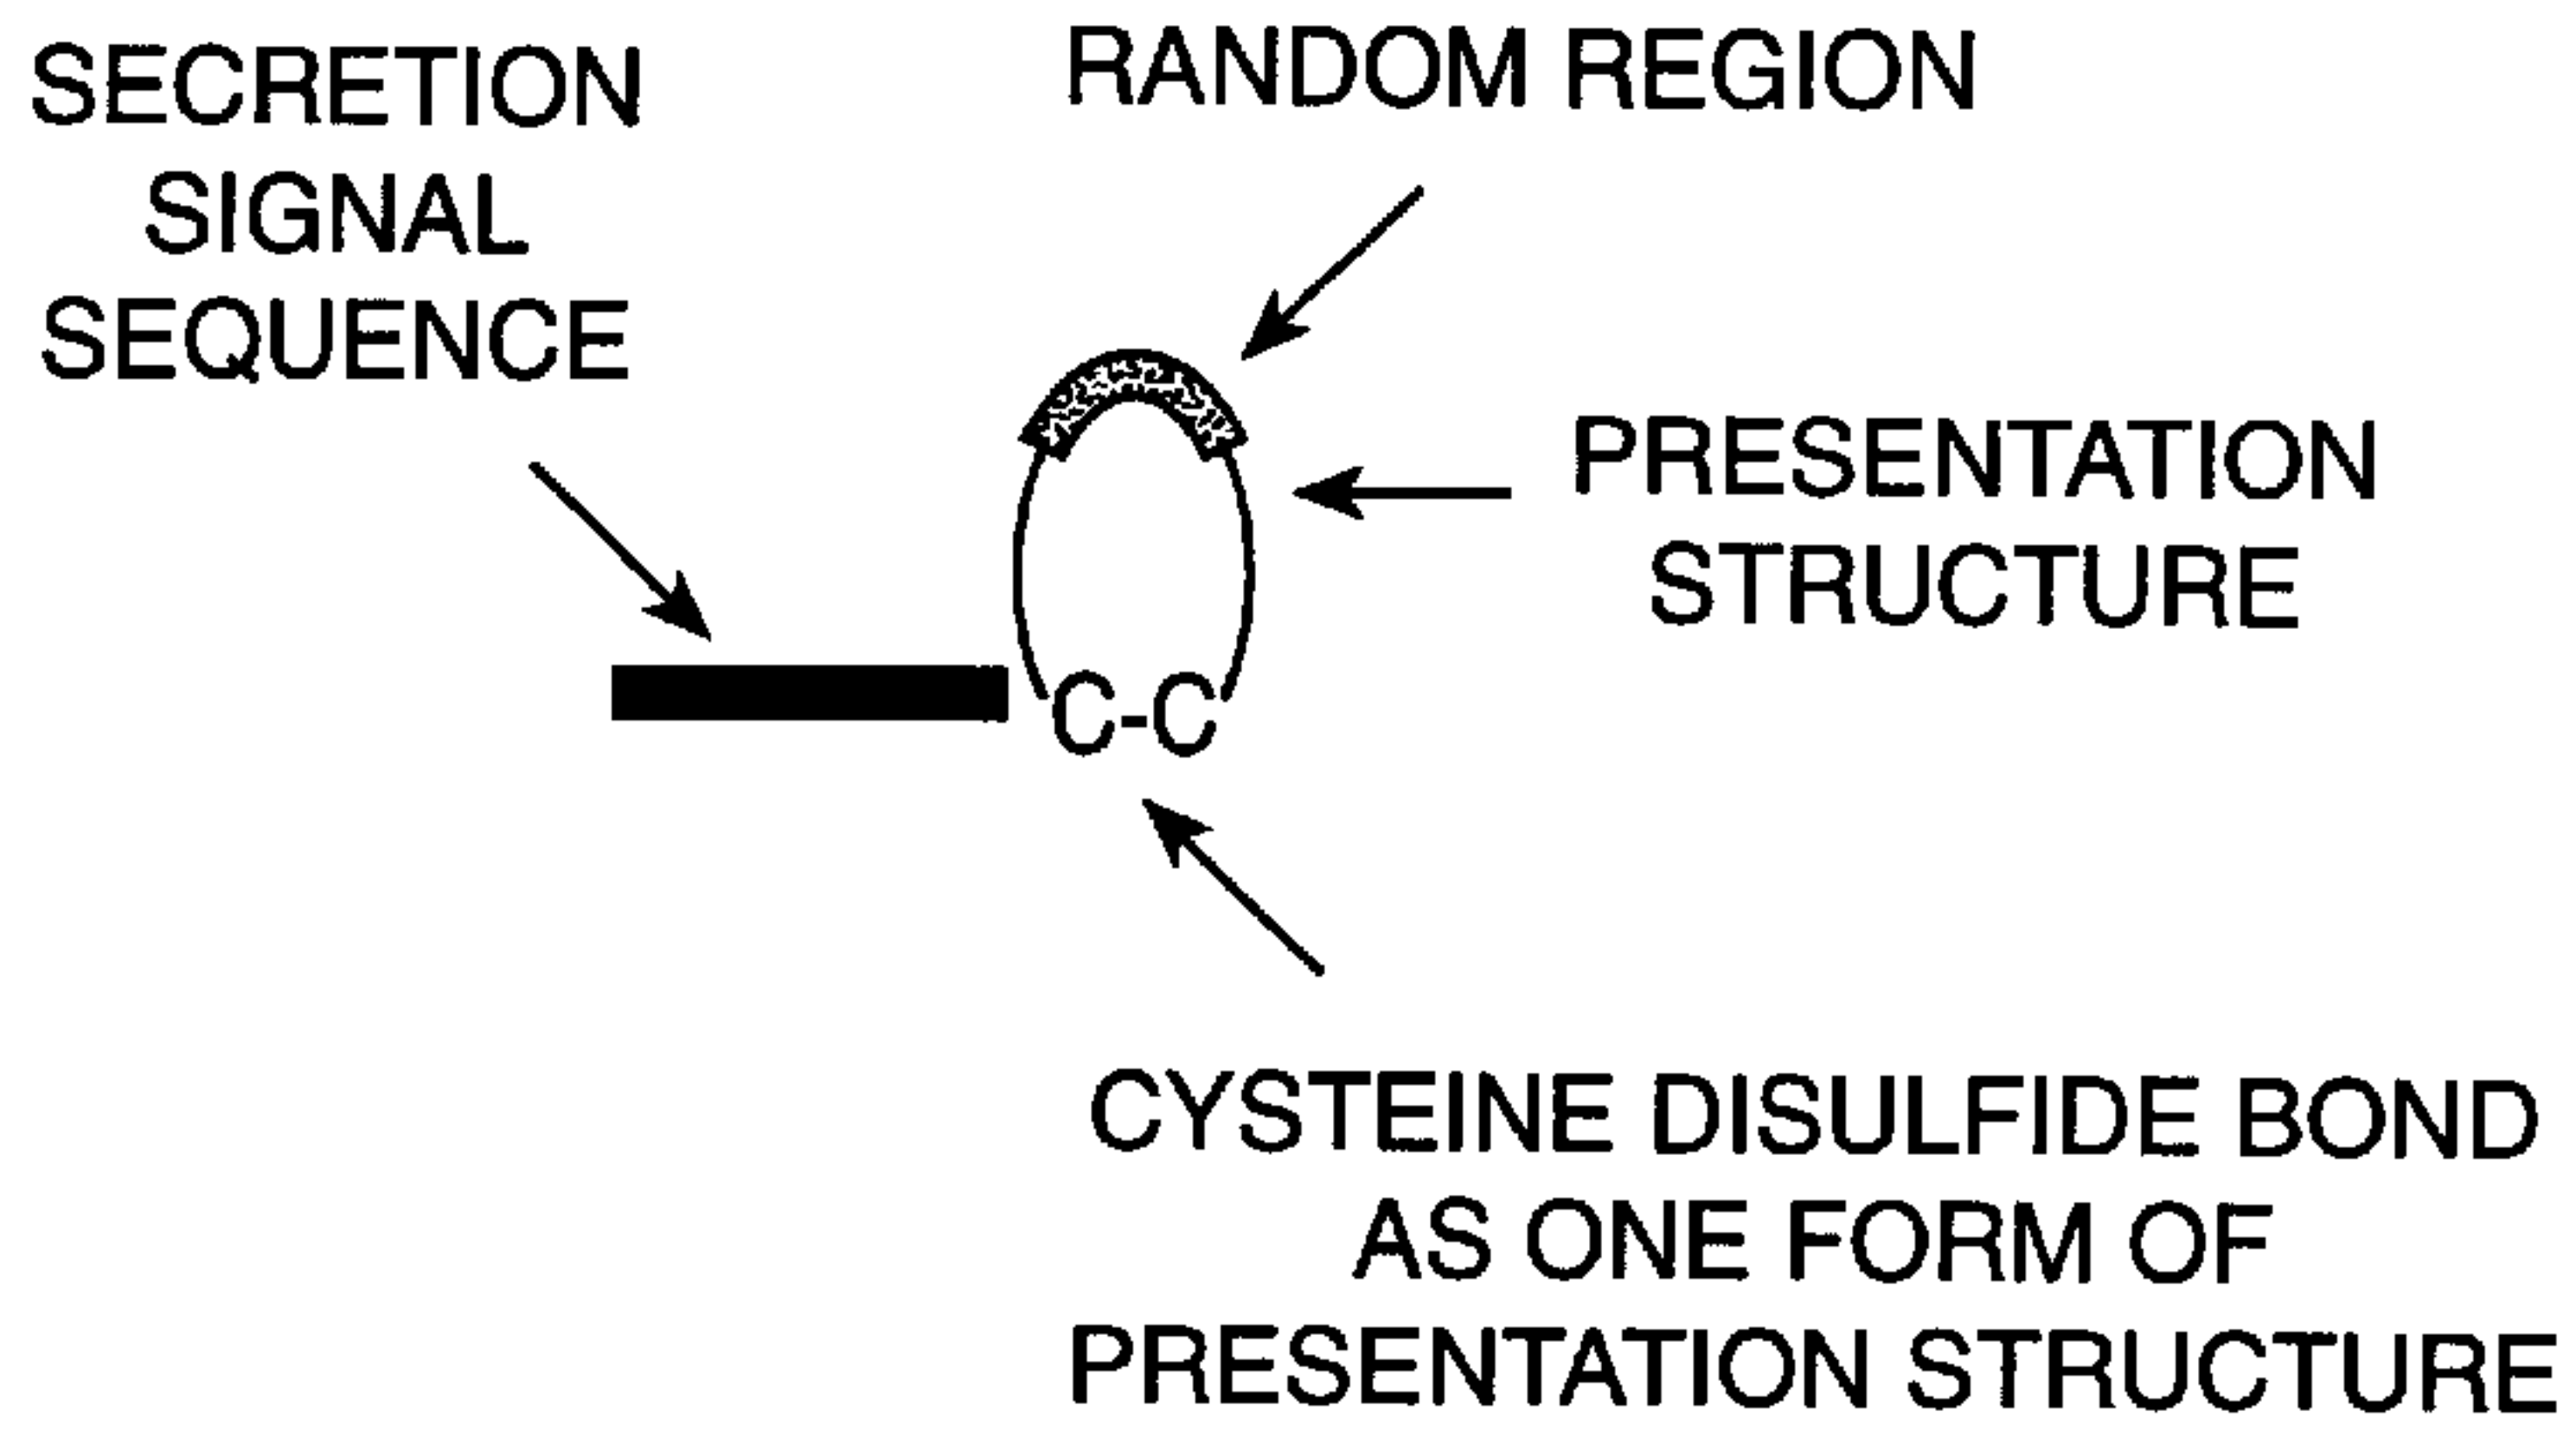 SECRETION
SIGNAL
SEQUENCE
RANDOM REGION
PRESENTATION
STRUCTURE
C-C
CYSTEINE DISULFIDE BOND
AS ONE FORM OF
PRESENTATION STRUCTURE